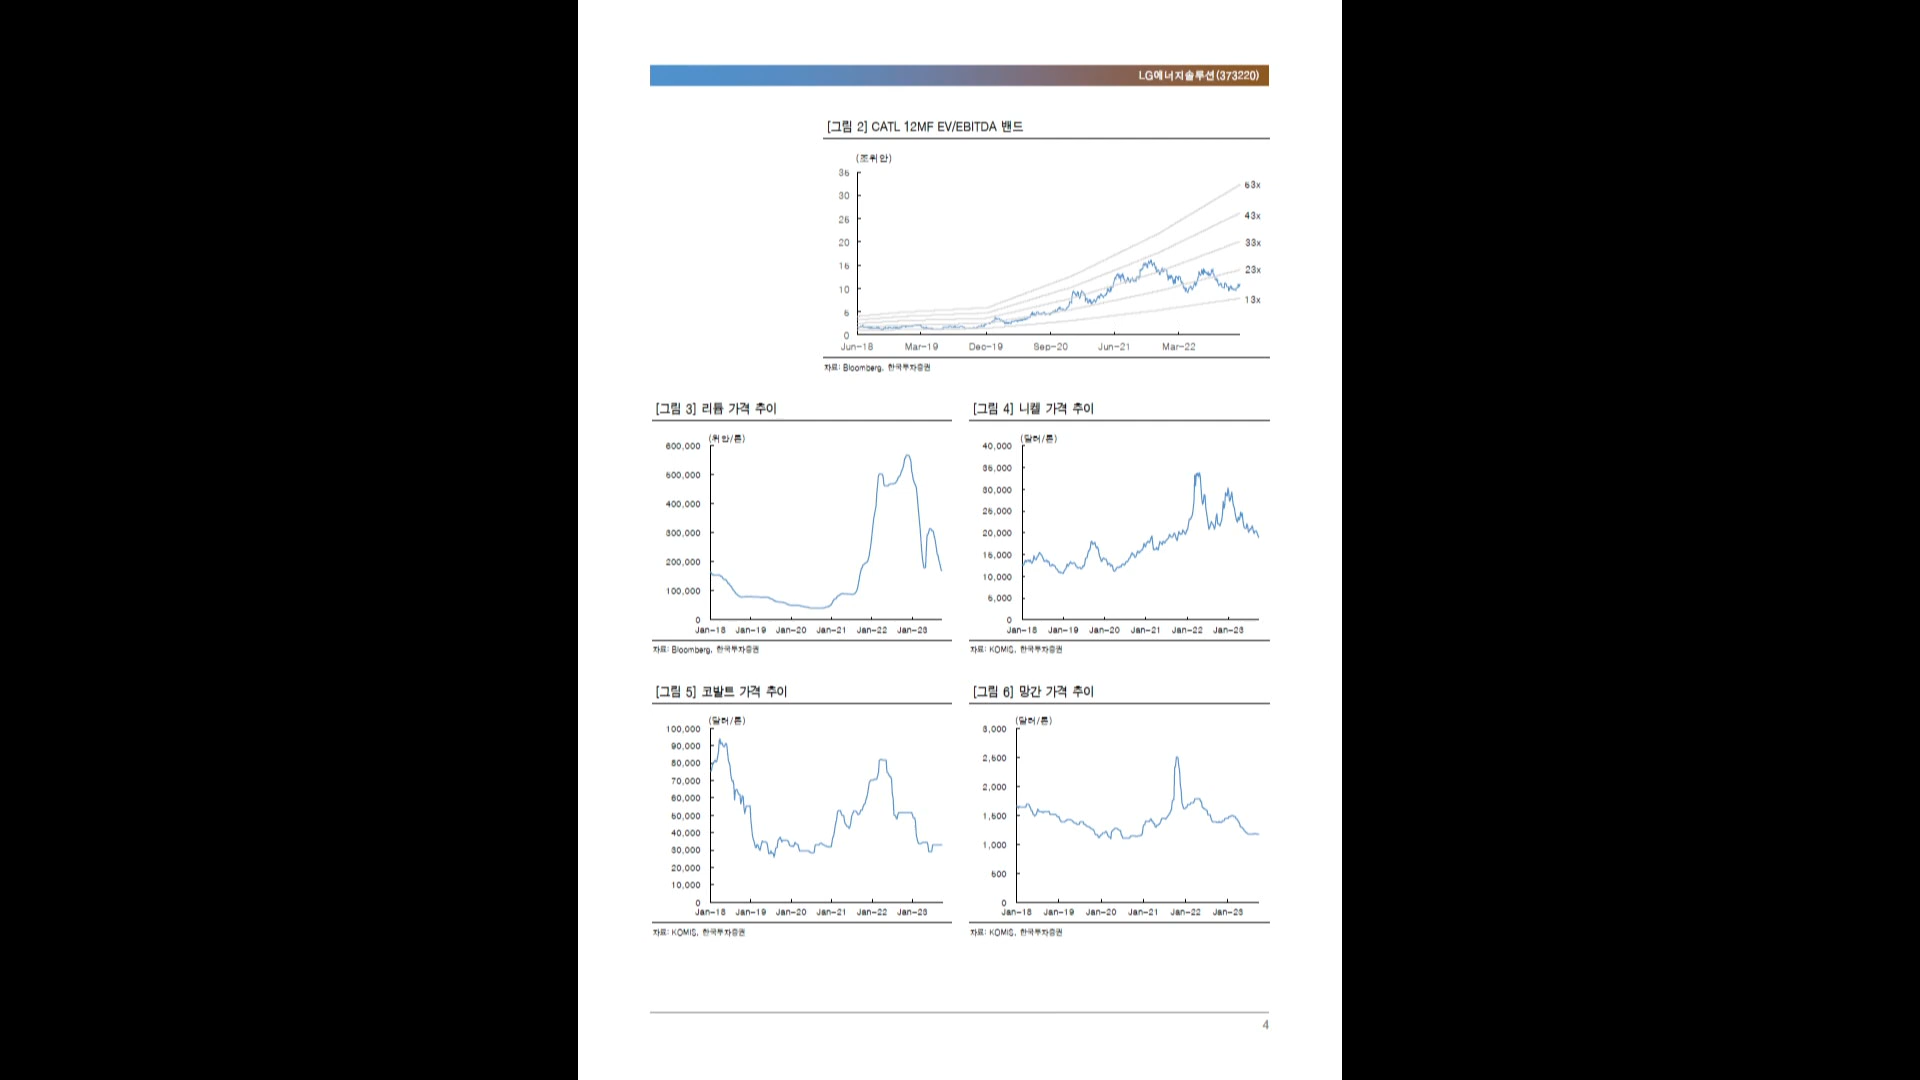 LG에너지솔루션(373220)
[그림 2] CATL 12MF EV/EBITDA 밴드
(조위안)
35
30
25
20
15
10
5
0
63x
43x
33x
23x
13x
Jun-18 Mar-19 Dec-19 Sep-20 Jun-21 Mar-22
자료: Bloomberg, 한국투자증권
[그림 3] 리튬 가격 추이
(위안/톤)
600,000
500,000
400,000
300,000
200,000
100,000
0
Jan-18 Jan-19 Jan-20 Jan-21 Jan-22 Jan-23
자료: Bloomberg, 한국투자증권
[그림 4] 니켈 가격 추이
(달러/톤)
40,000
35,000
30,000
25,000
20,000
15,000
10,000
5,000
0
Jan-18 Jan-19 Jan-20 Jan-21 Jan-22 Jan-23
자료: KOMIS, 한국투자증권
[그림 5] 코발트 가격 추이
(달러/톤)
100,000
90,000
80,000
70,000
60,000
50,000
40,000
30,000
20,000
10,000
0
Jan-18 Jan-19 Jan-20 Jan-21 Jan-22 Jan-23
자료: KOMIS, 한국투자증권
[그림 6] 망간 가격 추이
(달러/톤)
3,000
2,500
2,000
1,500
1,000
500
0
Jan-18 Jan-19 Jan-20 Jan-21 Jan-22 Jan-23
자료: KOMIS, 한국투자증권
4